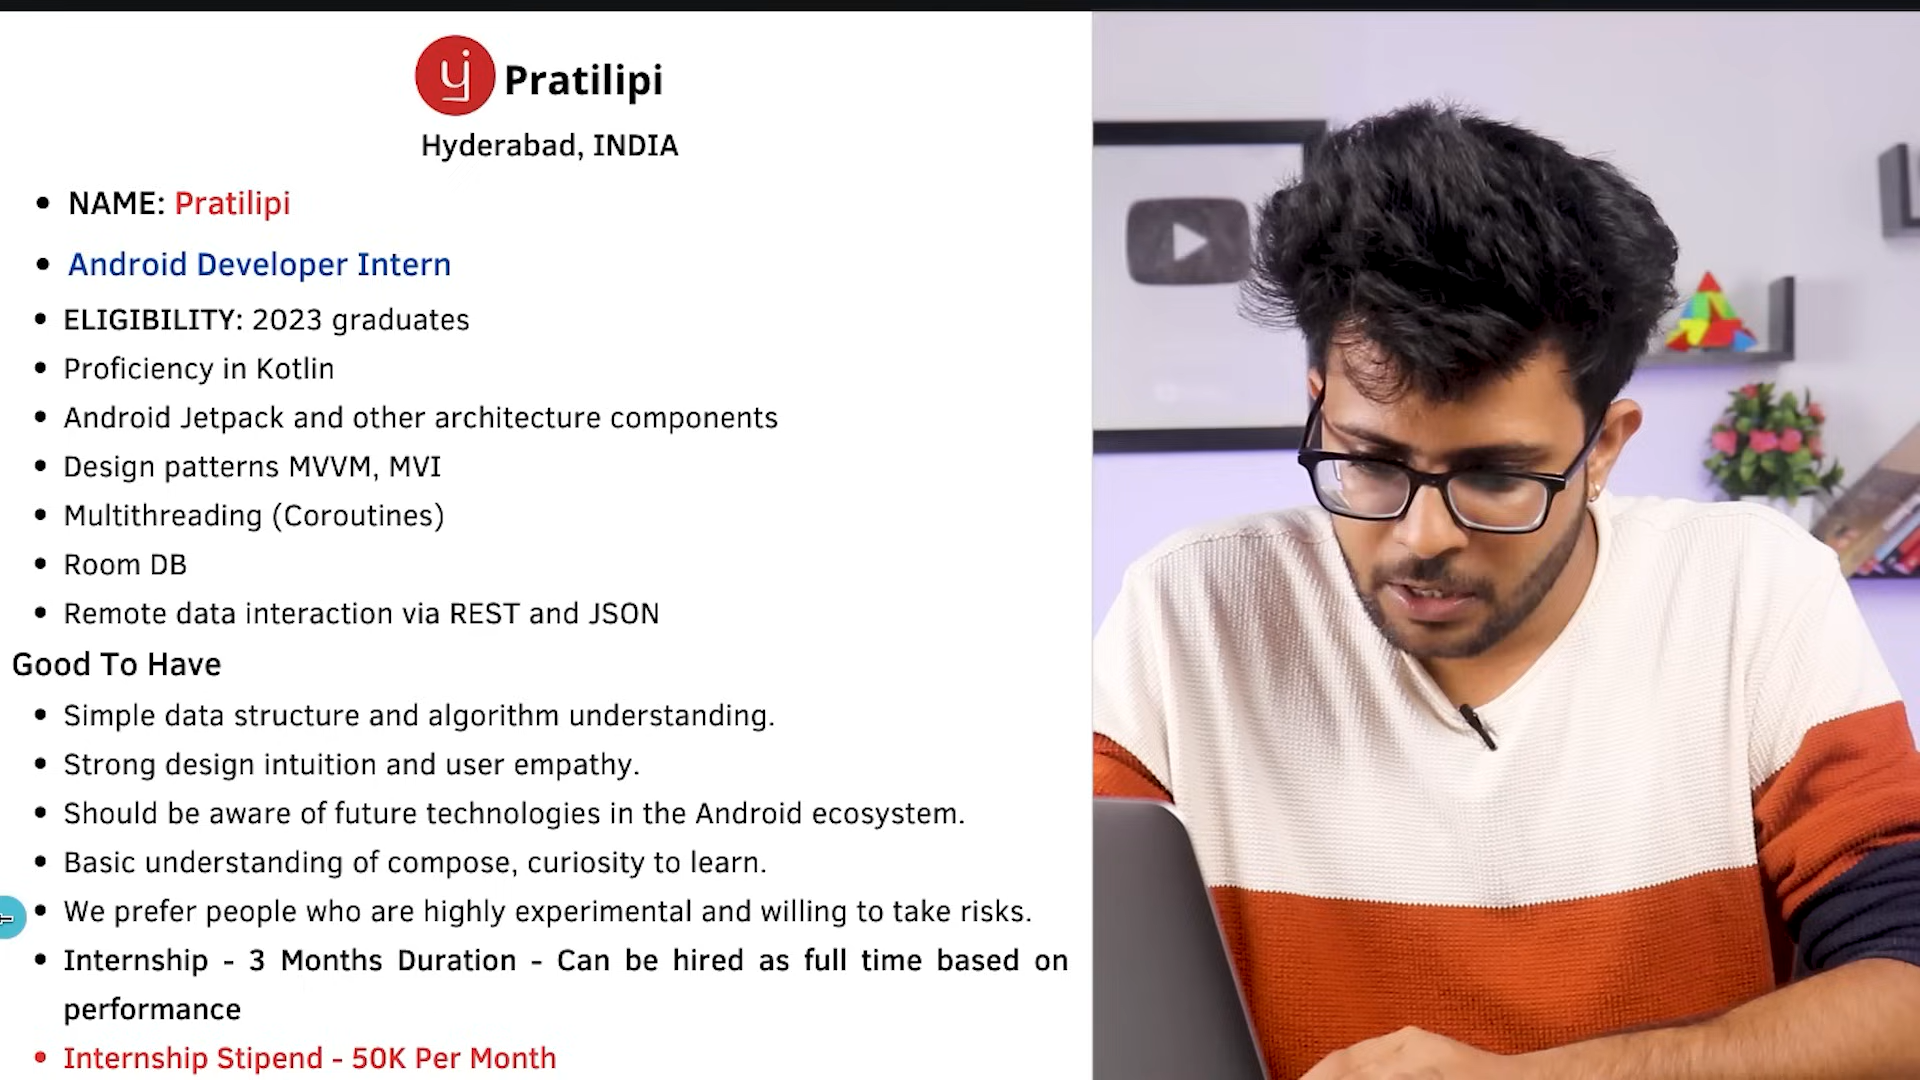 Pratilipi
Hyderabad, INDIA
NAME: Pratilipi
Android Developer Intern
ELIGIBILITY: 2023 graduates
Proficiency in Kotlin
Android Jetpack and other architecture components
Design patterns MVVM, MVI
Multithreading (Coroutines)
Room DB
Remote data interaction via REST and JSON
Good To Have
Simple data structure and algorithm understanding.
Strong design intuition and user empathy.
Should be aware of future technologies in the Android ecosystem.
Basic understanding of compose, curiosity to learn.
We prefer people who are highly experimental and willing to take risks.
Internship - 3 Months Duration - Can be hired as full time based on
performance
Internship Stipend - 50K Per Month